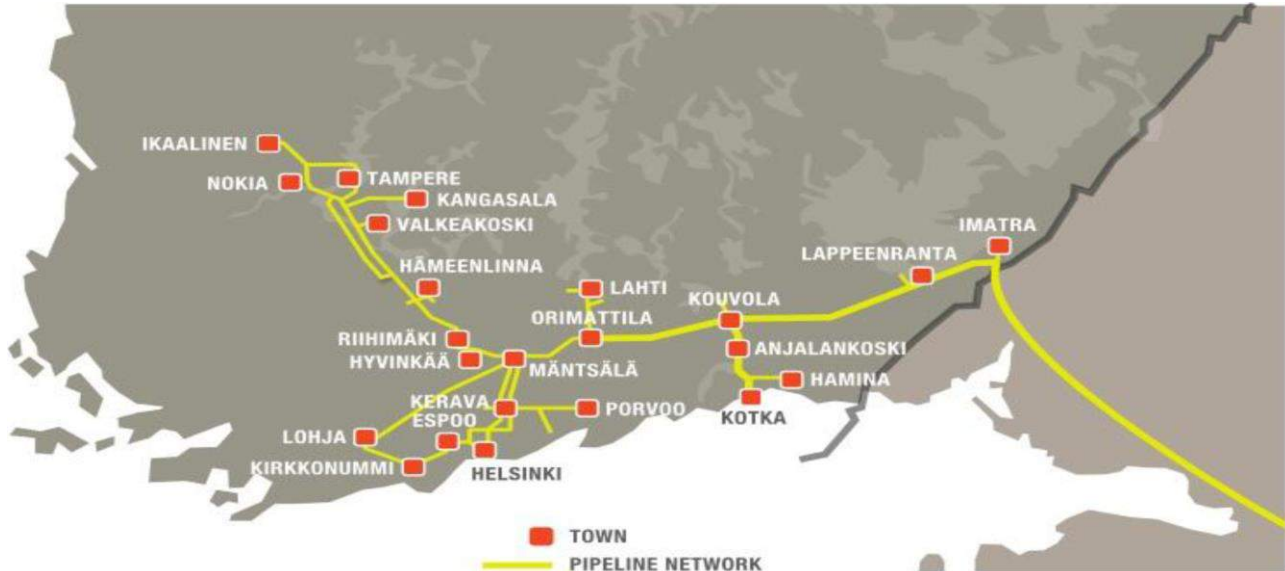 IKAALINEN
NOKIA
TAMPERE
KANGASALA
VALKEAKOSKI
HÄMEENLINNA
IMATRA
LAPPEENRANTA
LAHTI
KOUVOLA
ORIMATTILA
RIIHIMÄKI
HYVINKÄÄ
MÄNTSÄLÄ
ANJALANKOSKI
HAMINA
KERAVA
ESPOO
PORVOO
KOTKA
LOHJA
KIRKKONUMMI
HELSINKI
TOWN
PIPELINE NETWORK